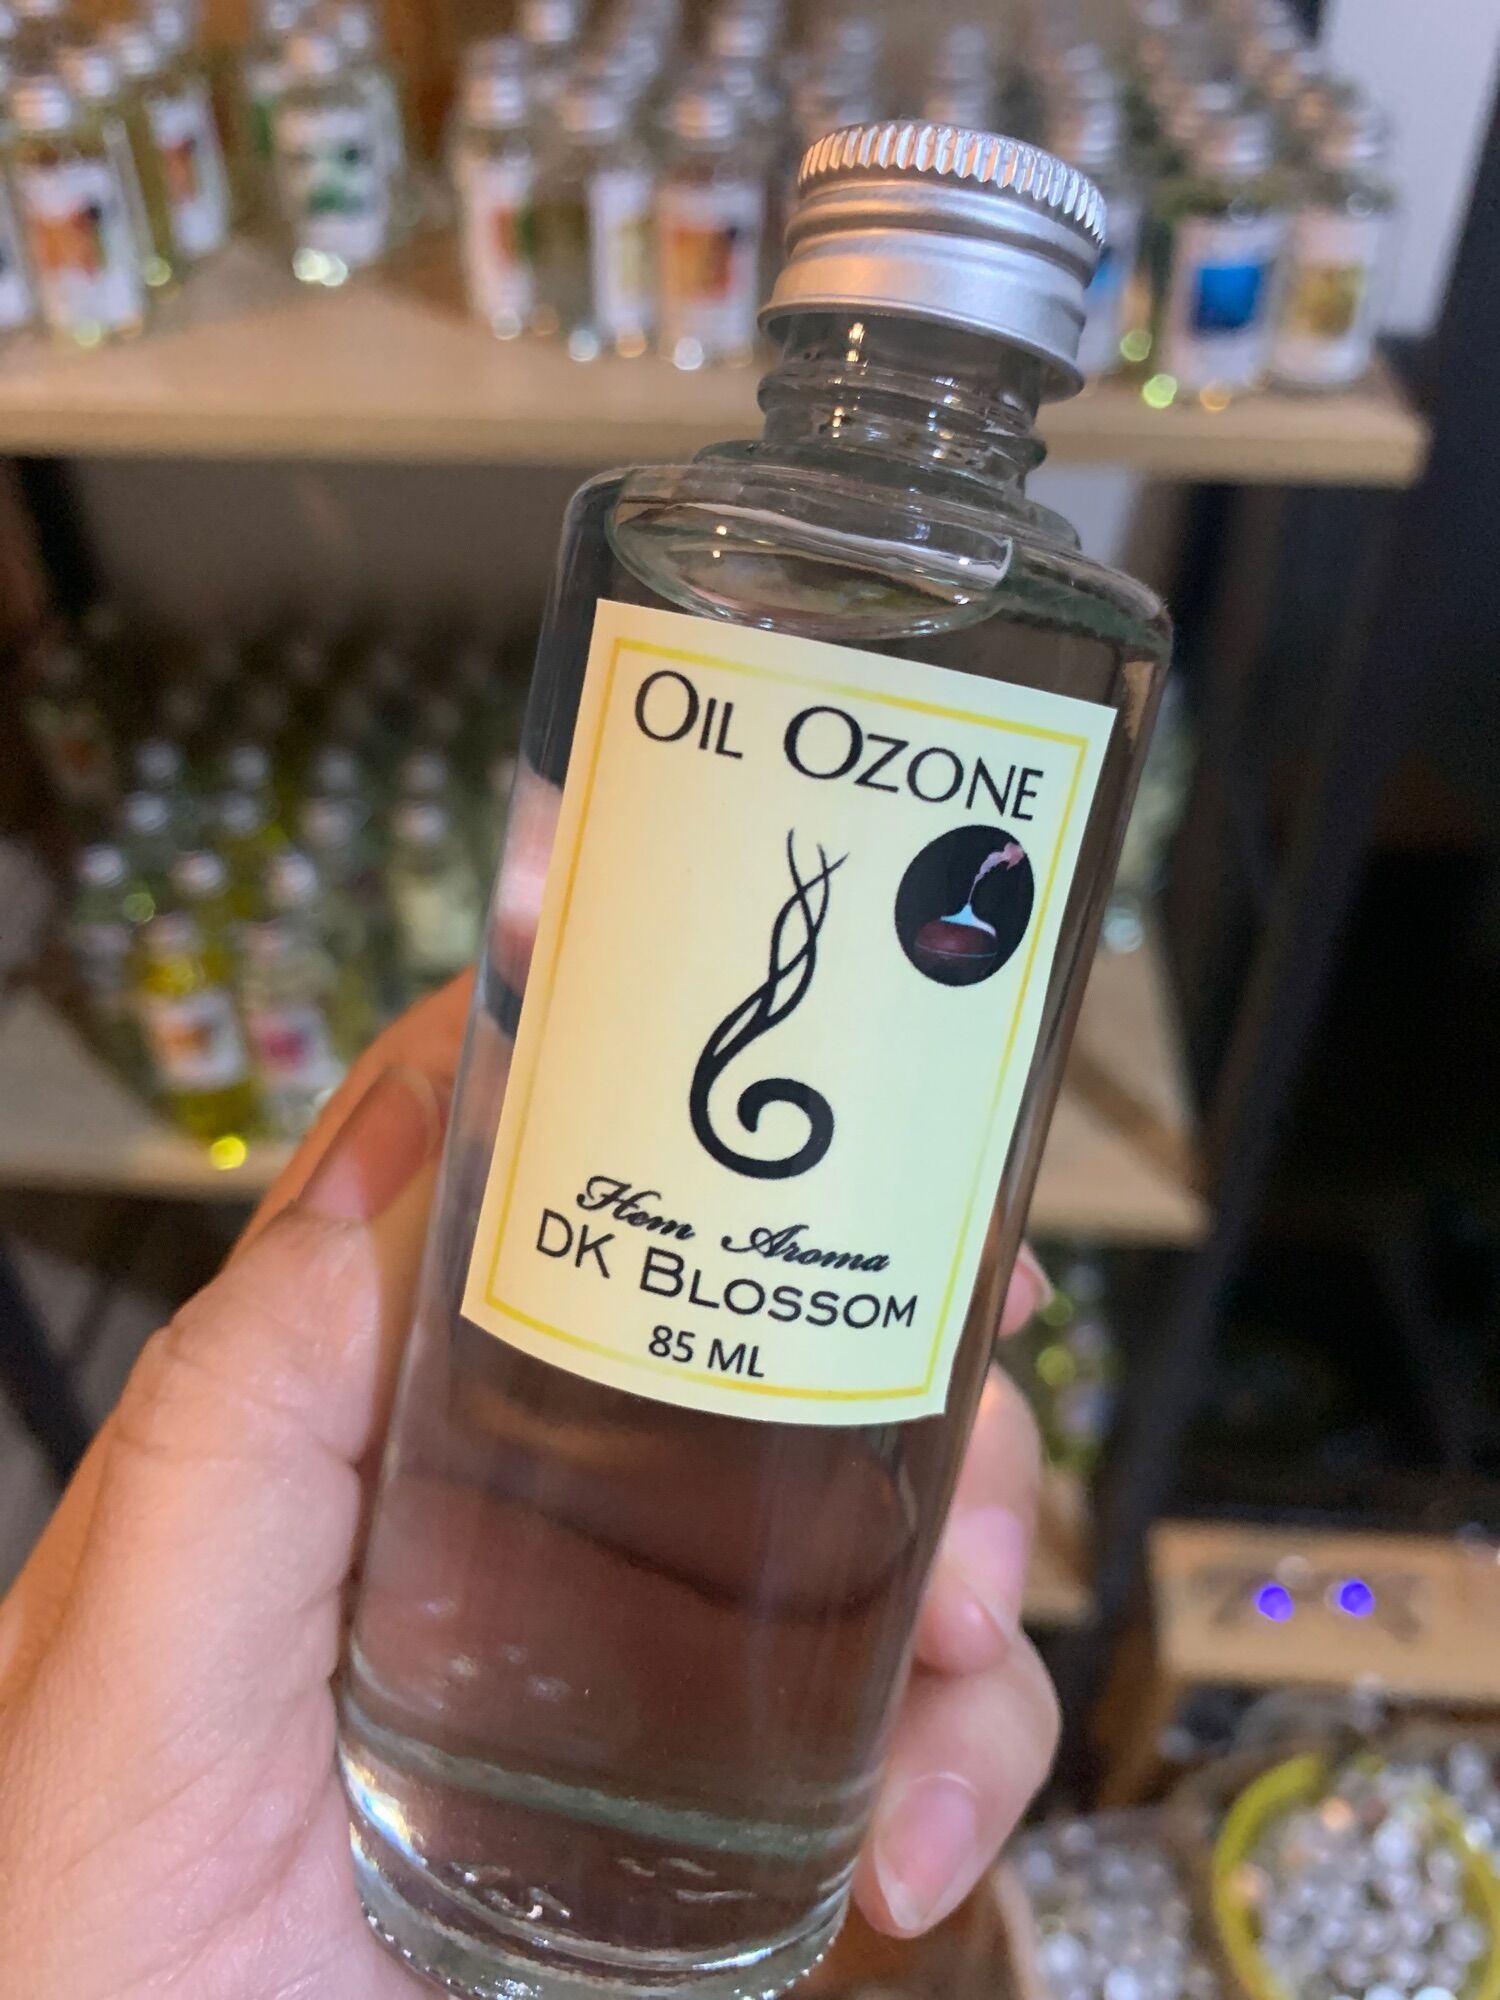 Oil Ozone
Hem Aroma
DK Blossom
85 ML